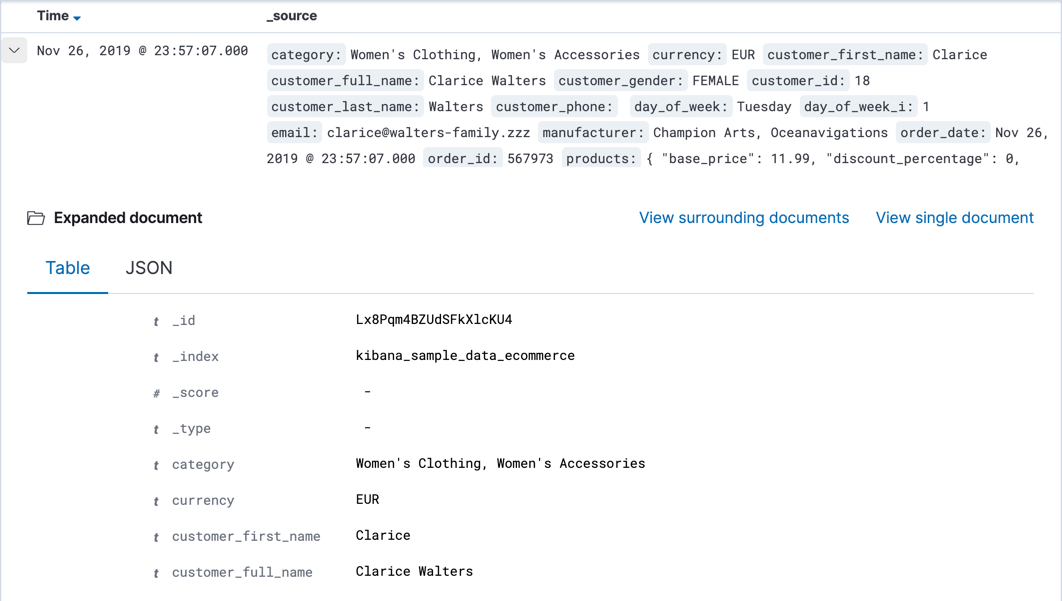 Time _source
Nov 26, 2019 @ 23:57:07.000 category: Women's Clothing, Women's Accessories currency: EUR customer_first_name: Clarice
customer_full_name: Clarice Walters customer_gender: FEMALE customer_id: 18
customer_last_name: Walters customer_phone: day_of_week: Tuesday day_of_week_i: 1
email: clarice@walters-family.zzz manufacturer: Champion Arts, Oceanavigations order_date: Nov 26,
2019 @ 23:57:07.000 order_id: 567973 products: { "base_price": 11.99, "discount_percentage": 0,
Expanded document View surrounding documents View single document
Table JSON
t _id Lx8Pqm4BZUdSFkXlcKU4
t _index kibana_sample_data_ecommerce
# _score -
t _type -
t category Women's Clothing, Women's Accessories
t currency EUR
t customer_first_name Clarice
t customer_full_name Clarice Walters